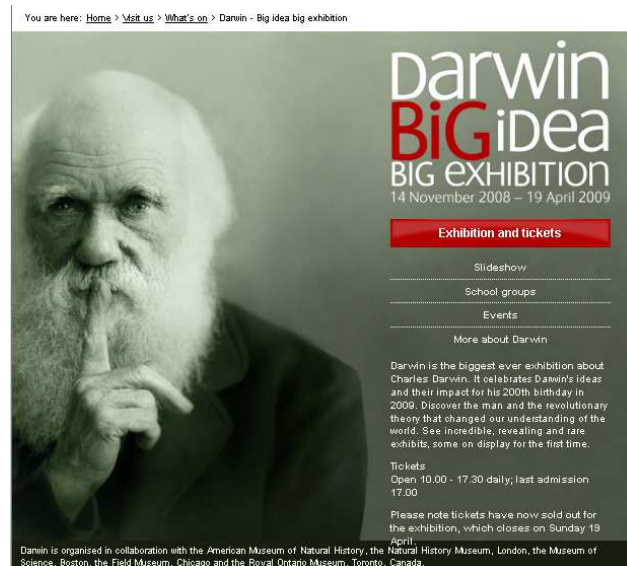 You are here: Home > Visit us > What's on > Darwin - Big idea big exhibition
Darwin
BiG iDea
BIG eXHIBITION
14 November 2008 – 19 April 2009
Exhibition and tickets
Slideshow
School groups
Events
More about Darwin
Darwin is the biggest ever exhibition about
Charles Darwin. It celebrates Darwin's ideas
and their impact for his 200th birthday in
2009. Discover the man and the revolutionary
theory that changed our understanding of the
world. See incredible, revealing and rare
exhibits, some on display for the first time.
Tickets
Open 10.00 - 17.30 daily; last admission
17.00
Please note tickets have now sold out for
the exhibition, which closes on Sunday 19
April.
Darwin is organised in collaboration with the American Museum of Natural History, the Natural History Museum, London, the Museum of
Science, Boston, the Field Museum, Chicago and the Royal Ontario Museum, Toronto, Canada.